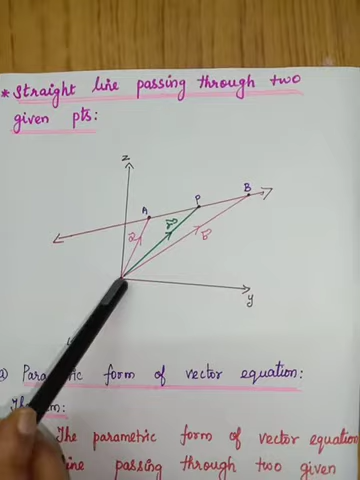 * Straight line passing through two
given pts:
z
A
P
B
a⃗
r⃗
b⃗
y
form of vector equation:
The parametric form of vector equation
line passing through two given